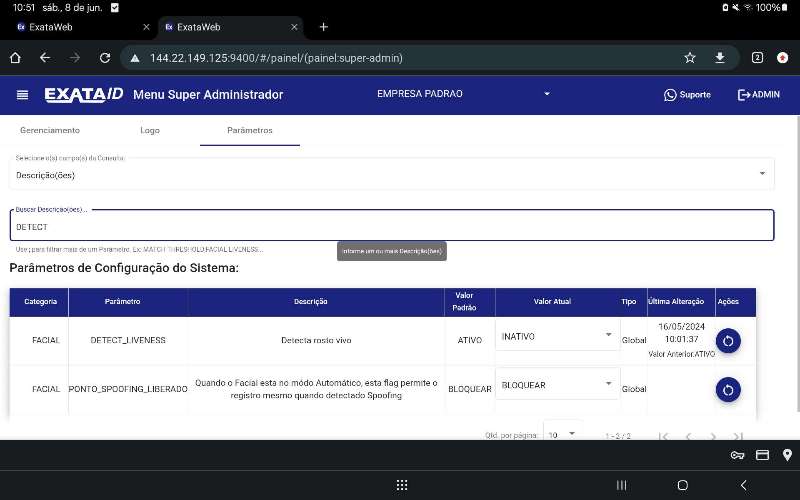 10:51 sáb., 8 de jun.
100%
ExataWeb
ExataWeb
144.22.149.125:9400/#/painel/(painel:super-admin)
2
EXATA ID
Menu Super Administrador
EMPRESA PADRAO
Suporte
ADMIN
Gerenciamento
Logo
Parâmetros
Selecione o(s) campo(s) da Consulta:
Descrição(ões)
Buscar Descrição(ões)...
DETECT
Use ; para filtrar mais de um Parâmetro. Ex: MATCH THRESHOLD;FACIAL LIVENESS...
Informe um ou mais Descrição(ões)
Parâmetros de Configuração do Sistema:
Categoria Parâmetro Descrição Valor Padrão Valor Atual Tipo Última Alteração Ações
FACIAL DETECT_LIVENESS Detecta rosto vivo ATIVO INATIVO Global 16/05/2024
10:01:37
Valor Anterior:ATIVO
FACIAL PONTO_SPOOFING_LIBERADO Quando o Facial esta no módo Automático, esta flag permite o
registro mesmo quando detectado Spoofing
BLOQUEAR BLOQUEAR Global
Qtd. por página: 10 1 - 2 / 2